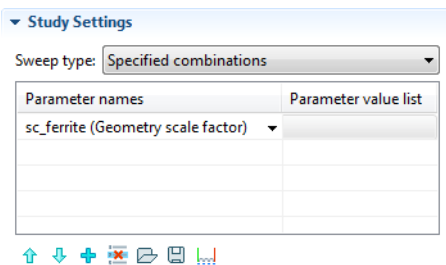 Study Settings
Sweep type: Specified combinations
Parameter names Parameter value list
sc_ferrite (Geometry scale factor)